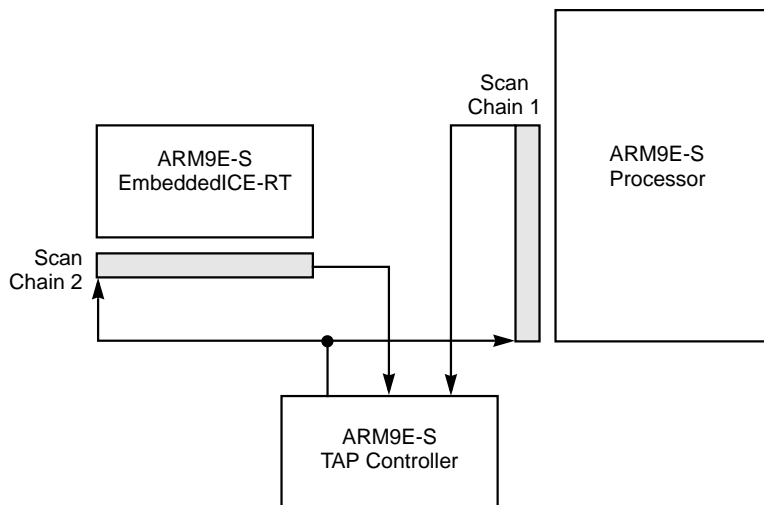 Scan
Chain 1
ARM9E-S
Processor
ARM9E-S
EmbeddedICE-RT
Scan
Chain 2
ARM9E-S
TAP Controller